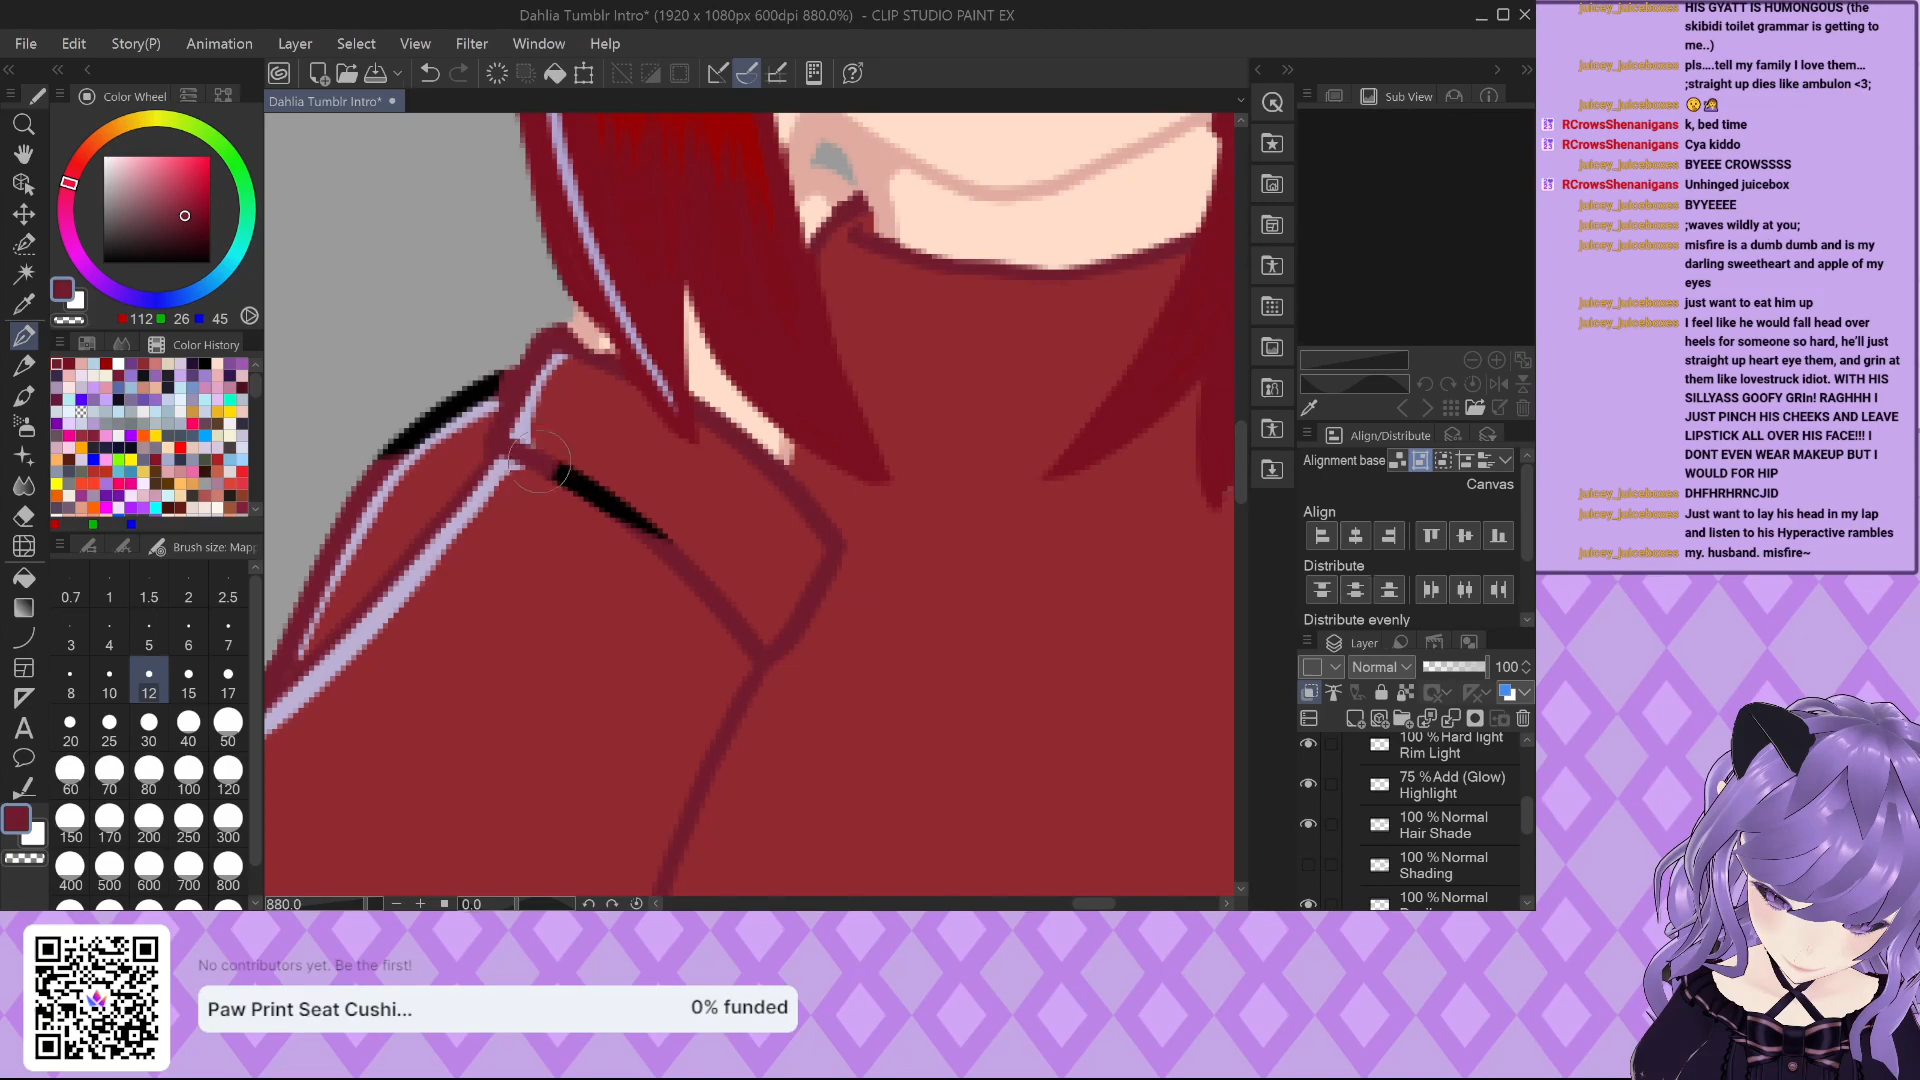 Dahlia Tumblr Intro* (1920 x 1080px 600dpi 880.0%) - CLIP STUDIO PAINT EX
File Edit Story(P) Animation Layer Select View Filter Window Help
Color Wheel
Dahlia Tumblr Intro*
Sub View
112 26 45
Color History
Brush size: Mapp
0.7 1 1.5 2 2.5
3 4 5 6 7
8 10 12 15 17
20 25 30 40 50
60 70 80 100 120
150 170 200 250 300
400 500 600 700 800
880.0 0.0
Align/Distribute
Alignment base
Canvas
Align
Distribute
Distribute evenly
Layer
Normal 100
100 %Hard light
Rim Light
75 %Add (Glow)
Highlight
100 %Normal
Hair Shade
100 %Normal
Shading
100 %Normal
juicey_juiceboxes HIS GYATT IS HUMONGOUS (the
skibidi toilet grammar is getting to
me..)
juicey_juiceboxes pls....tell my family I love them...
;straight up dies like ambulon <3;
juicey_juiceboxes
RCrowsShenanigans k, bed time
RCrowsShenanigans Cya kiddo
juicey_juiceboxes BYEEE CROWSSSS
RCrowsShenanigans Unhinged juicebox
juicey_juiceboxes BYYEEEE
juicey_juiceboxes ;waves wildly at you;
juicey_juiceboxes misfire is a dumb dumb and is my
darling sweetheart and apple of my
eyes
juicey_juiceboxes just want to eat him up
juicey_juiceboxes I feel like he would fall head over
heels for someone so hard, he'll just
straight up heart eye them, and grin at
them like lovestruck idiot. WITH HIS
SILLYASS GOOFY GRIn! RAGHHH I
JUST PINCH HIS CHEEKS AND LEAVE
LIPSTICK ALL OVER HIS FACE!!! I
DONT EVEN WEAR MAKEUP BUT I
WOULD FOR HIP
juicey_juiceboxes DHFHRHRNCJID
juicey_juiceboxes Just want to lay his head in my lap
and listen to his Hyperactive rambles
juicey_juiceboxes my. husband. misfire~
No contributors yet. Be the first!
Paw Print Seat Cushi... 0% funded